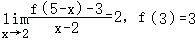 lim x→2 f(5-x)-3 / x-2 =2, f(3)=3